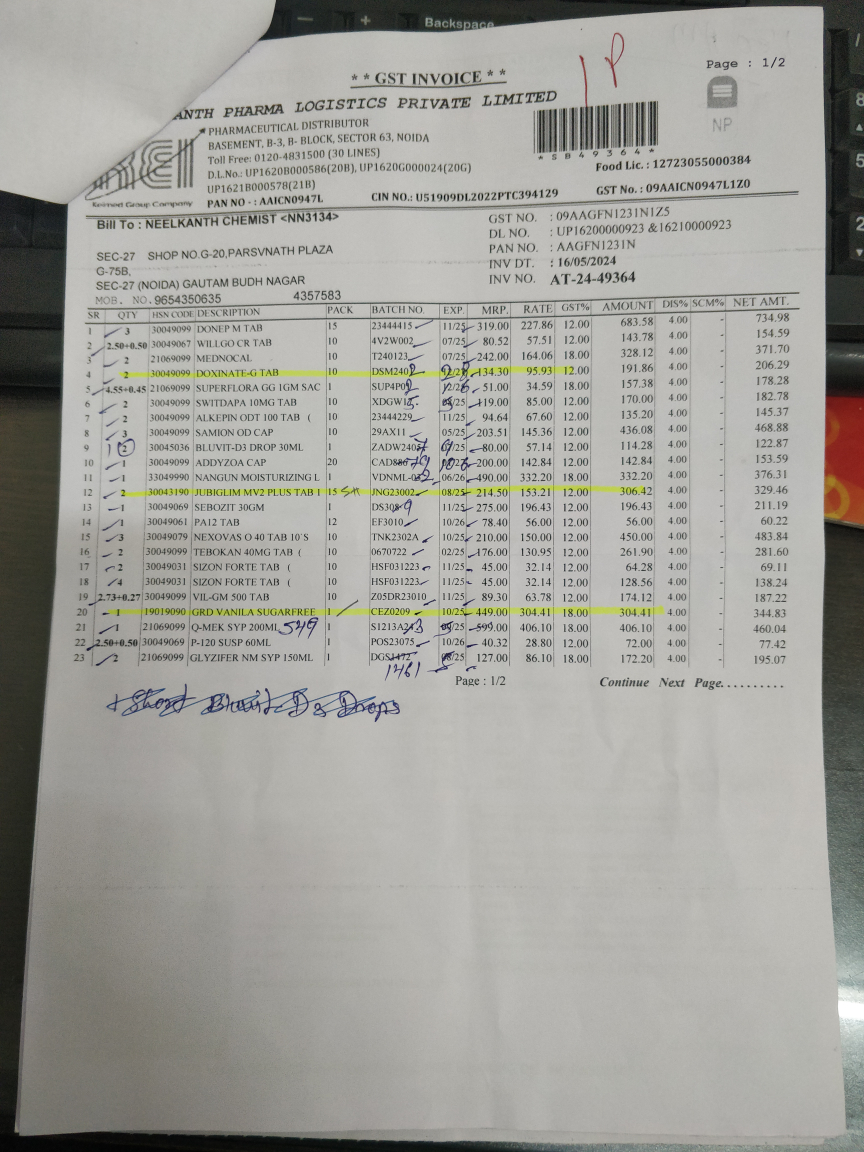 Backspace
1P
Page : 1/2
** GST INVOICE **
ANTH PHARMA LOGISTICS PRIVATE LIMITED
PHARMACEUTICAL DISTRIBUTOR
BASEMENT, B-3, B- BLOCK, SECTOR 63, NOIDA
Toll Free: 0120-4831500 (30 LINES)
D.L.No.: UP1620B000586(20B), UP1620G000024(20G)
UP1621B000578(21B)
PAN NO - : AAICN0947L
CIN NO.: U51909DL2022PTC394129
*SB49364*
NP
Food Lic. : 12723055000384
GST No. : 09AAICN0947L1Z0
Keimed Group Company
Bill To : NEELKANTH CHEMIST <NN3134>
SEC-27 SHOP NO.G-20,PARSVNATH PLAZA
G-75B,
SEC-27 (NOIDA) GAUTAM BUDH NAGAR
MOB. NO. 9654350635 4357583
GST NO. : 09AAGFN1231N1Z5
DL NO. : UP16200000923 &16210000923
PAN NO. : AAGFN1231N
INV DT. : 16/05/2024
INV NO. AT-24-49364
SR QTY HSN CODE DESCRIPTION PACK BATCH NO. EXP. MRP. RATE GST% AMOUNT DIS% SCM% NET AMT.
1 3 30049099 DONEP M TAB 15 23444415 11/25 319.00 227.86 12.00 683.58 4.00 - 734.98
2 2.50+0.50 30049067 WILLGO CR TAB 10 4V2W002 07/25 80.52 57.51 12.00 143.78 4.00 - 154.59
3 2 21069099 MEDNOCAL 10 T240123 07/25 242.00 164.06 18.00 328.12 4.00 - 371.70
4 2 30049099 DOXINATE-G TAB 10 DSM2402 134.30 95.93 12.00 191.86 4.00 - 206.29
5 4.55+0.45 21069099 SUPERFLORA GG 1GM SAC 1 SUP4P02 51.00 34.59 18.00 157.38 4.00 - 178.28
6 2 30049099 SWITDAPA 10MG TAB 10 119.00 85.00 12.00 170.00 4.00 - 182.78
7 2 30049099 ALKEPIN ODT 100 TAB ( 10 23444229 11/25 94.64 67.60 12.00 135.20 4.00 - 145.37
8 3 30049099 SAMION OD CAP 10 29AX11 05/25 203.51 145.36 12.00 436.08 4.00 - 468.88
9 1 2 30045036 BLUVIT-D3 DROP 30ML 1 80.00 57.14 12.00 114.28 4.00 - 122.87
10 1 30049099 ADDYZOA CAP 20 200.00 142.84 12.00 142.84 4.00 - 153.59
11 1 33049990 NANGUN MOISTURIZING L 1 06/26 490.00 332.20 18.00 332.20 4.00 - 376.31
12 2 30043190 JUBIGLIM MV2 PLUS TAB 1 15 JNG23002 08/25 214.50 153.21 12.00 306.42 4.00 - 329.46
13 1 30049069 SEBOZIT 30GM 1 11/25 275.00 196.43 12.00 196.43 4.00 - 211.19
14 1 30049061 PA12 TAB 12 EF3010 10/26 78.40 56.00 12.00 56.00 4.00 - 60.22
15 3 30049079 NEXOVAS O 40 TAB 10`S 10 TNK2302A 10/25 210.00 150.00 12.00 450.00 4.00 - 483.84
16 2 30049099 TEBOKAN 40MG TAB ( 10 0670722 02/25 176.00 130.95 12.00 261.90 4.00 - 281.60
17 2 30049031 SIZON FORTE TAB ( 10 HSF031223 11/25 45.00 32.14 12.00 64.28 4.00 - 69.11
18 4 30049031 SIZON FORTE TAB ( 10 HSF031223 11/25 45.00 32.14 12.00 128.56 4.00 - 138.24
19 2.73+0.27 30049099 VIL-GM 500 TAB 10 Z05DR23010 11/25 89.30 63.78 12.00 174.12 4.00 - 187.22
20 1 19019090 GRD VANILA SUGARFREE 1 CEZ0209 10/25 449.00 304.41 18.00 304.41 4.00 - 344.83
21 1 21069099 Q-MEK SYP 200ML 549 1 599.00 406.10 18.00 406.10 4.00 - 460.04
22 2.50+0.50 30049069 P-120 SUSP 60ML 1 POS23075 10/26 40.32 28.80 12.00 72.00 4.00 - 77.42
23 2 21069099 GLYZIFER NM SYP 150ML 1 127.00 86.10 18.00 172.20 4.00 - 195.07
1461
Page : 1/2
Continue Next Page..........
Short Bluvit-D3 Drops